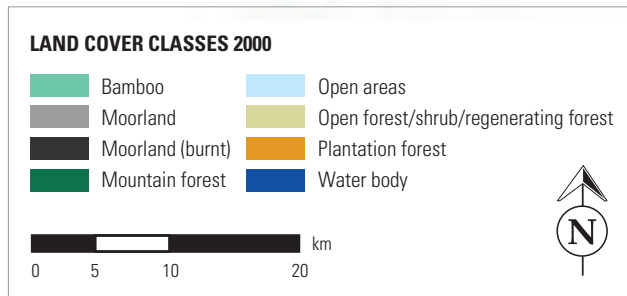 LAND COVER CLASSES 2000
Bamboo
Moorland
Moorland (burnt)
Mountain forest
Open areas
Open forest/shrub/regenerating forest
Plantation forest
Water body
km
0 5 10 20
N